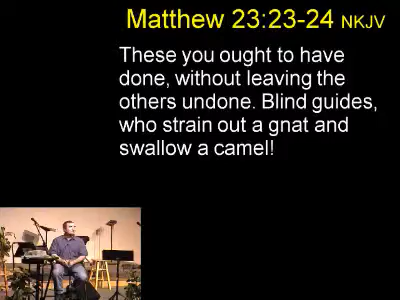 Matthew 23:23-24 NKJV
These you ought to have
done, without leaving the
others undone. Blind guides,
who strain out a gnat and
swallow a camel!